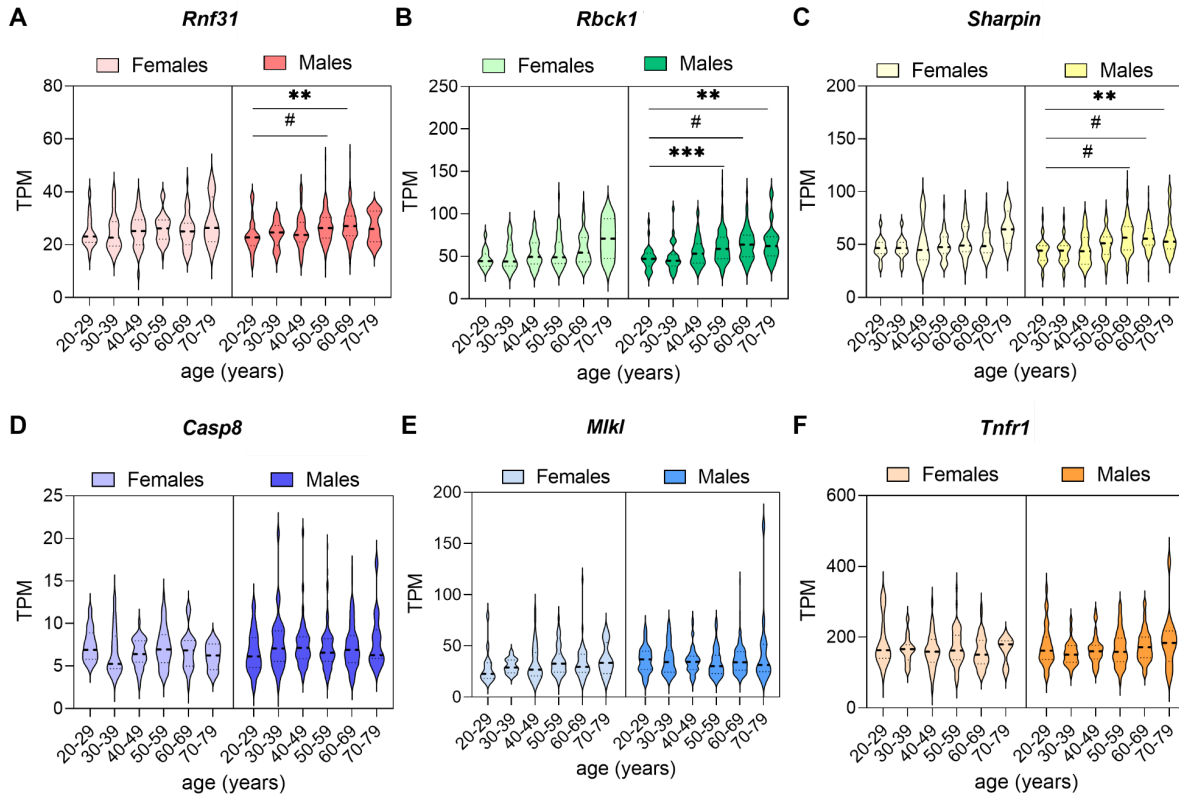 A Rnf31
Females Males
TPM
80
60
40
20
0
**
#
20-29 30-39 40-49 50-59 60-69 70-79 20-29 30-39 40-49 50-59 60-69 70-79
age (years)
B Rbck1
Females Males
TPM
250
200
150
100
50
0
**
#
***
20-29 30-39 40-49 50-59 60-69 70-79 20-29 30-39 40-49 50-59 60-69 70-79
age (years)
C Sharpin
Females Males
TPM
200
150
100
50
0
**
#
#
20-29 30-39 40-49 50-59 60-69 70-79 20-29 30-39 40-49 50-59 60-69 70-79
age (years)
D Casp8
Females Males
TPM
25
20
15
10
5
0
20-29 30-39 40-49 50-59 60-69 70-79 20-29 30-39 40-49 50-59 60-69 70-79
age (years)
E Mlkl
Females Males
TPM
200
150
100
50
0
20-29 30-39 40-49 50-59 60-69 70-79 20-29 30-39 40-49 50-59 60-69 70-79
age (years)
F Tnfr1
Females Males
TPM
600
400
200
0
20-29 30-39 40-49 50-59 60-69 70-79 20-29 30-39 40-49 50-59 60-69 70-79
age (years)